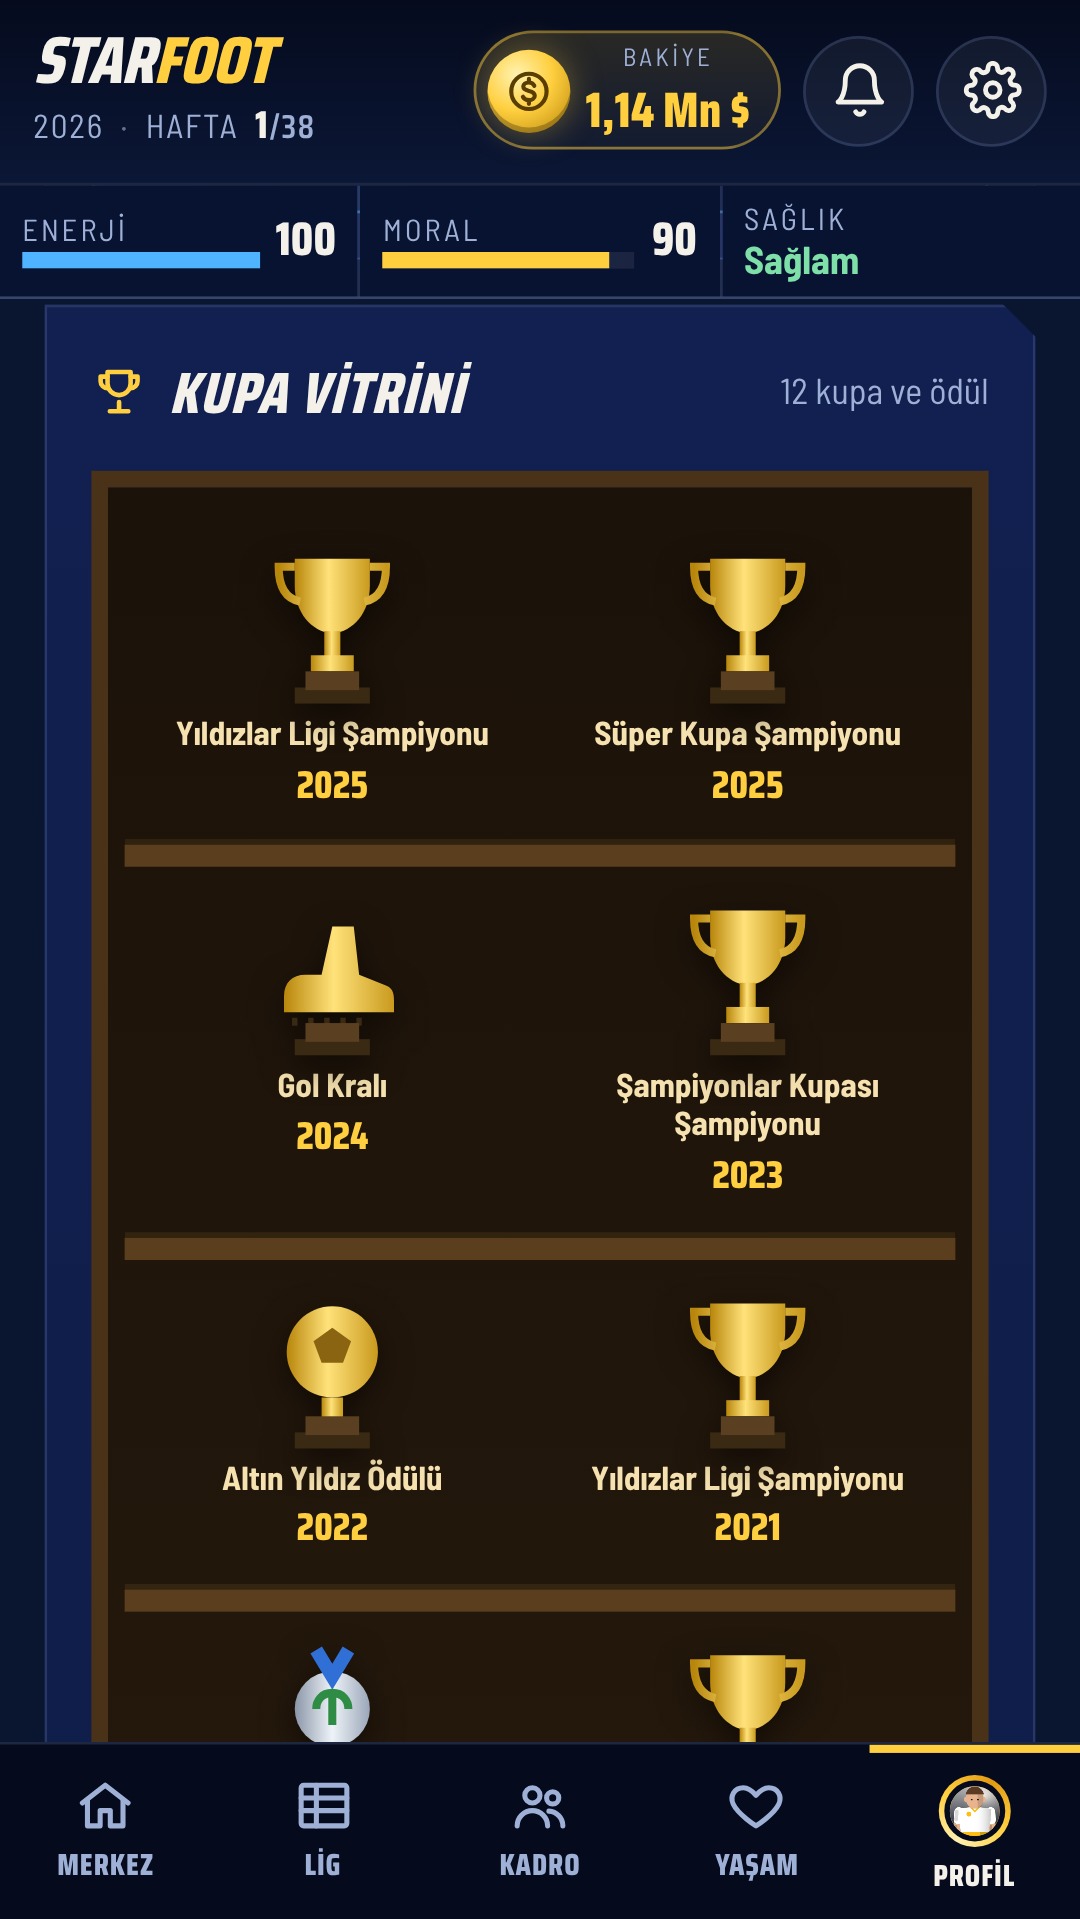 STARFOOT
2026 · HAFTA 1/38
BAKİYE
1,14 Mn $
ENERJİ
100
MORAL
90
SAĞLIK
Sağlam
KUPA VİTRİNİ
12 kupa ve ödül
Yıldızlar Ligi Şampiyonu
2025
Süper Kupa Şampiyonu
2025
Gol Kralı
2024
Şampiyonlar Kupası
Şampiyonu
2023
Altın Yıldız Ödülü
2022
Yıldızlar Ligi Şampiyonu
2021
MERKEZ
LİG
KADRO
YAŞAM
PROFİL